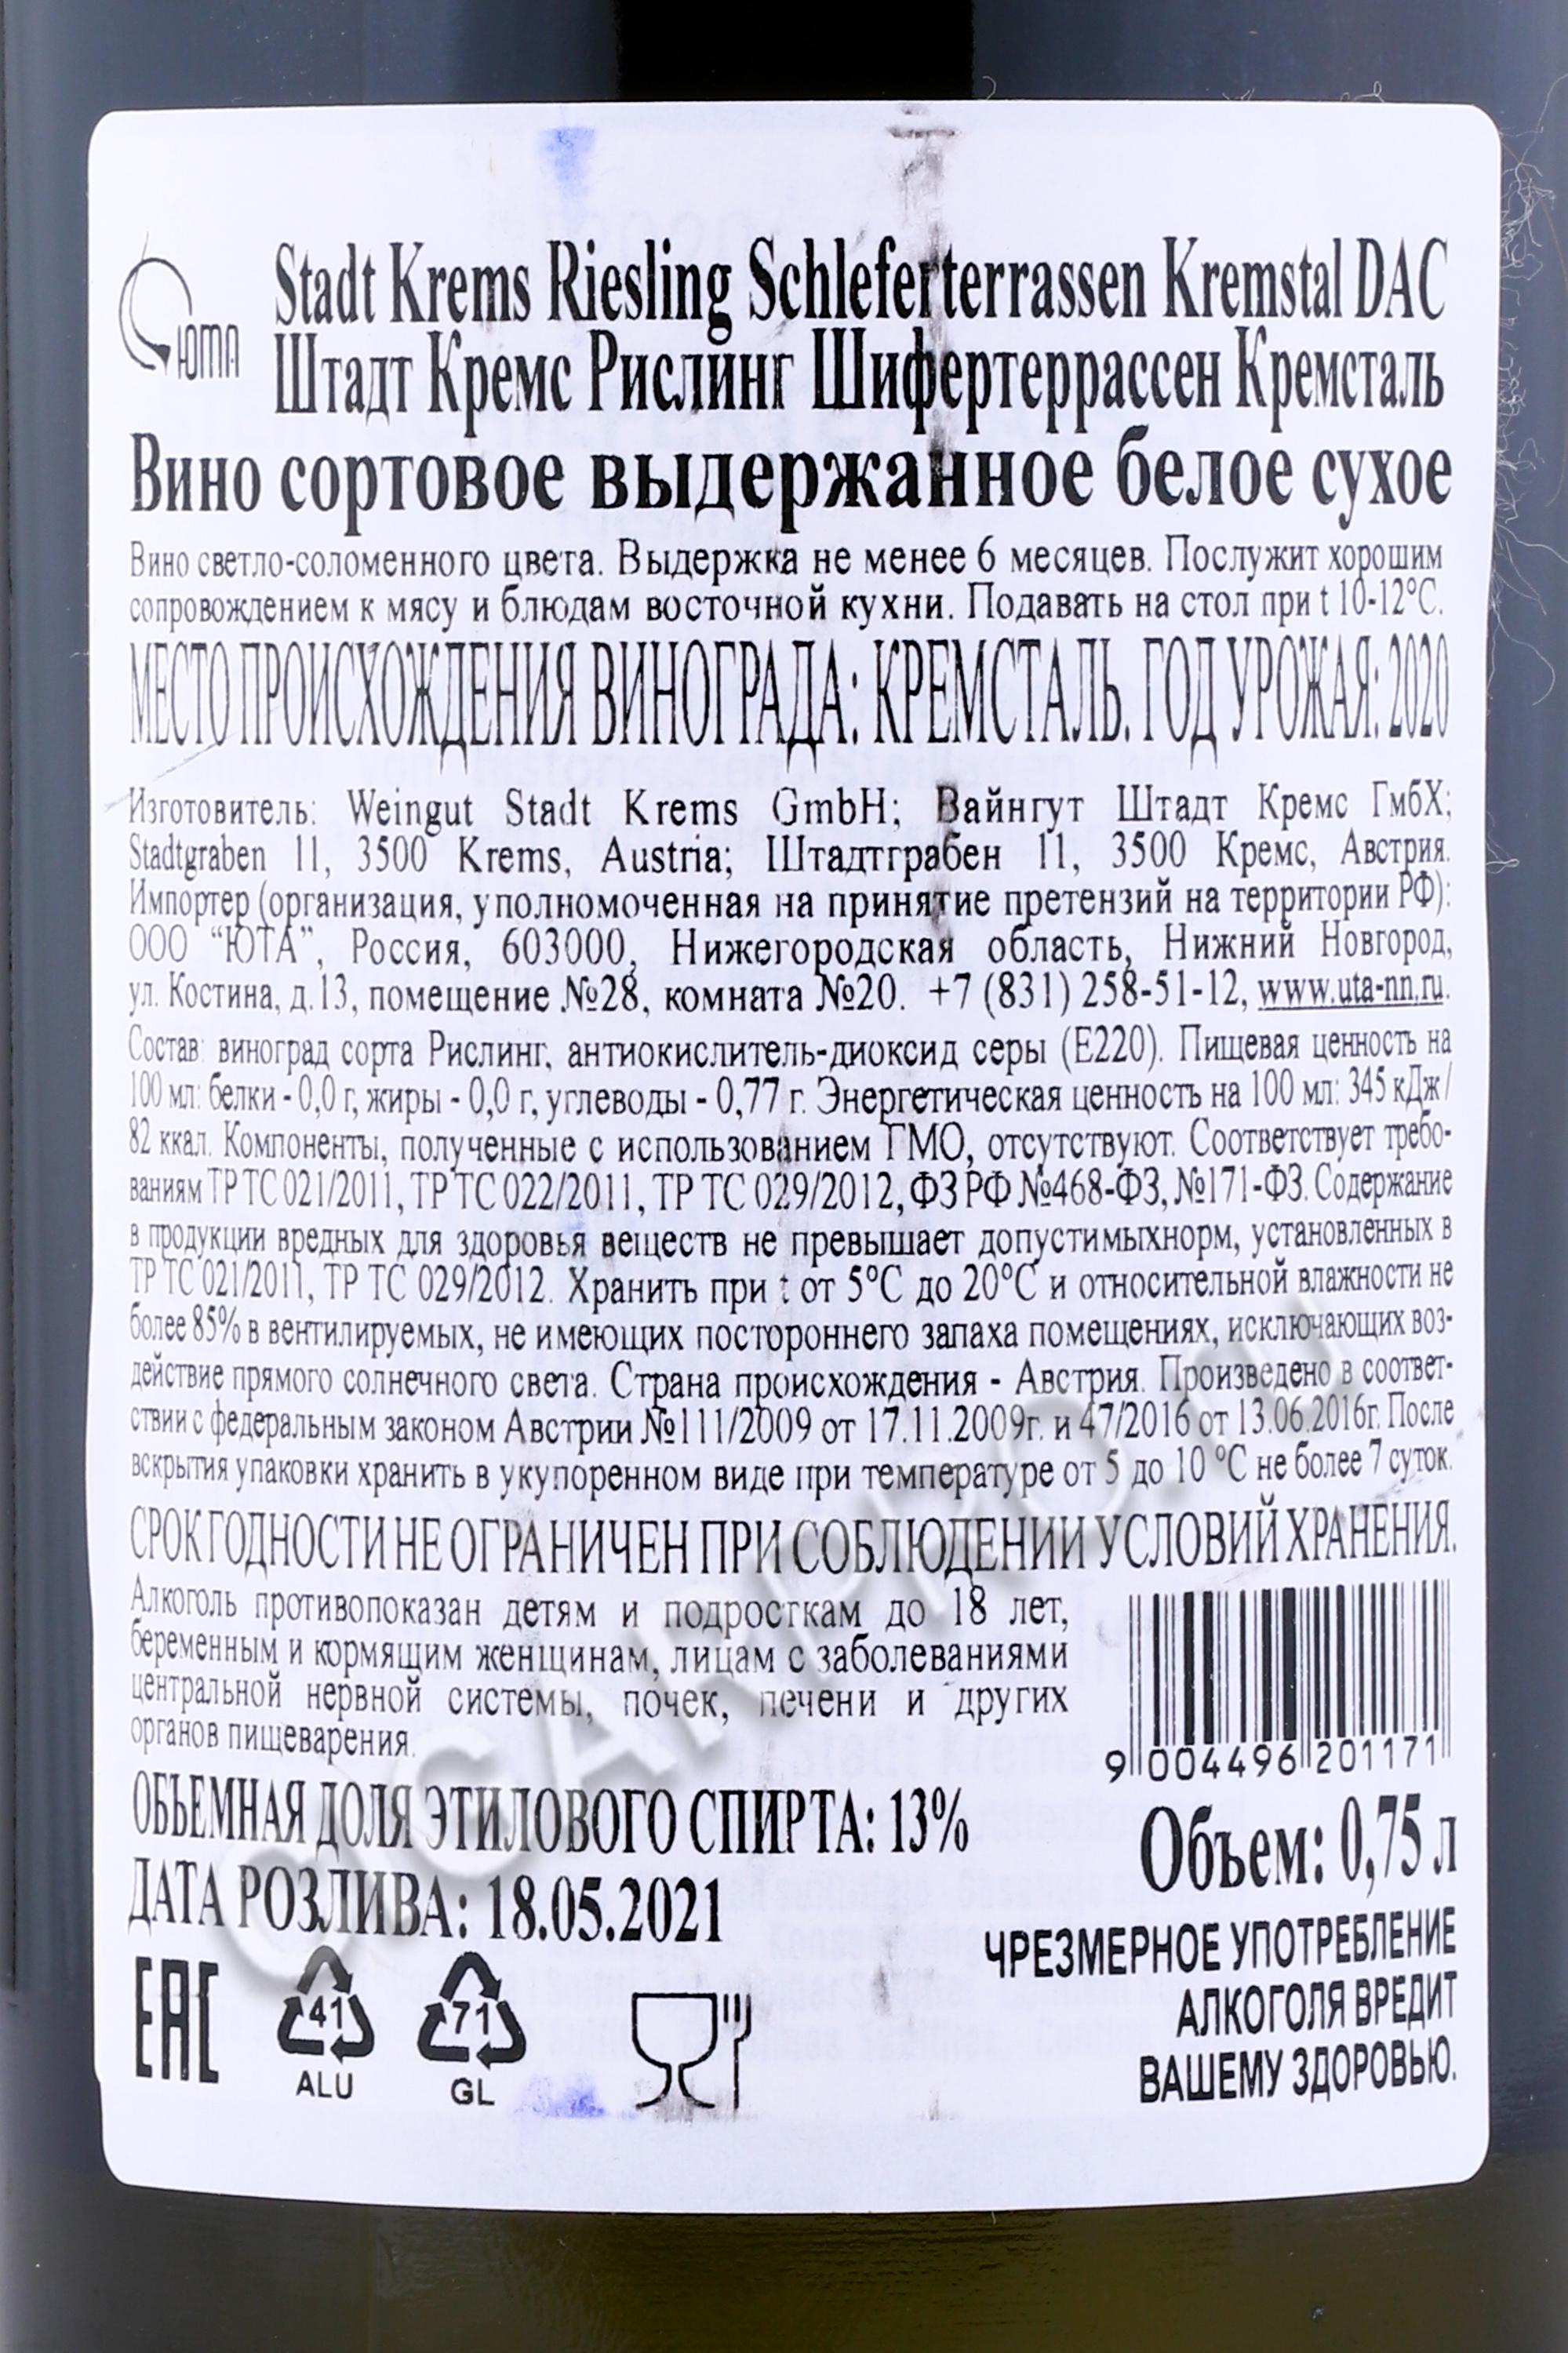 ЮТА
Stadt Krems Riesling Schleferterrassen Kremstal DAC
Штадт Кремс Рислинг Шифертеррассен Кремсталь
Вино сортовое выдержанное белое сухое
Вино светло-соломенного цвета. Выдержка не менее 6 месяцев. Послужит хорошим
сопровождением к мясу и блюдам восточной кухни. Подавать на стол при t 10-12°C.
МЕСТО ПРОИСХОЖДЕНИЯ ВИНОГРАДА: КРЕМСТАЛЬ. ГОД УРОЖАЯ: 2020
Изготовитель: Weingut Stadt Krems GmbH; Вайнгут Штадт Кремс ГмбХ;
Stadtgraben 11, 3500 Krems, Austria; Штадтграбен 11, 3500 Кремс, Австрия.
Импортер (организация, уполномоченная на принятие претензий на территории РФ):
ООО “ЮТА”, Россия, 603000, Нижегородская область, Нижний Новгород,
ул. Костина, д.13, помещение №28, комната №20. +7 (831) 258-51-12, www.uta-nn.ru.
Состав: виноград сорта Рислинг, антиокислитель-диоксид серы (Е220). Пищевая ценность на
100 мл: белки - 0,0 г, жиры - 0,0 г, углеводы - 0,77 г. Энергетическая ценность на 100 мл: 345 кДж/
82 ккал. Компоненты, полученные с использованием ГМО, отсутствуют. Соответствует требо-
ваниям ТР ТС 021/2011, ТР ТС 022/2011, ТР ТС 029/2012, ФЗ РФ №468-ФЗ, №171-ФЗ. Содержание
в продукции вредных для здоровья веществ не превышает допустимыхнорм, установленных в
ТР ТС 021/2011, ТР ТС 029/2012. Хранить при t от 5°C до 20°C и относительной влажности не
более 85% в вентилируемых, не имеющих постороннего запаха помещениях, исключающих воз-
действие прямого солнечного света. Страна происхождения - Австрия. Произведено в соответ-
ствии с федеральным законом Австрии №111/2009 от 17.11.2009г. и 47/2016 от 13.06.2016г. После
вскрытия упаковки хранить в укупоренном виде при температуре от 5 до 10 °C не более 7 суток.
СРОК ГОДНОСТИ НЕ ОГРАНИЧЕН ПРИ СОБЛЮДЕНИИ УСЛОВИЙ ХРАНЕНИЯ.
Алкоголь противопоказан детям и подросткам до 18 лет,
беременным и кормящим женщинам, лицам с заболеваниями
центральной нервной системы, почек, печени и других
органов пищеварения.
9 004496 201171
ОБЪЕМНАЯ ДОЛЯ ЭТИЛОВОГО СПИРТА: 13%
Объем: 0,75 л
ДАТА РОЗЛИВА: 18.05.2021
ЧРЕЗМЕРНОЕ УПОТРЕБЛЕНИЕ
АЛКОГОЛЯ ВРЕДИТ
ВАШЕМУ ЗДОРОВЬЮ.
EAC
41
ALU
71
GL
©CARPRO.ru